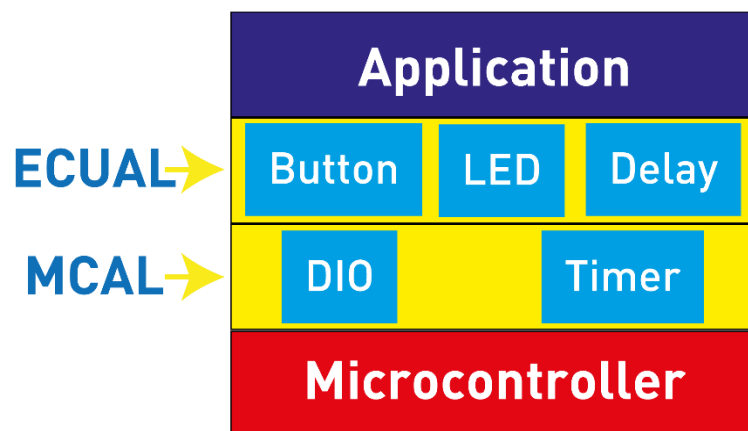 Application
ECUAL
Button LED Delay
MCAL
DIO Timer
Microcontroller